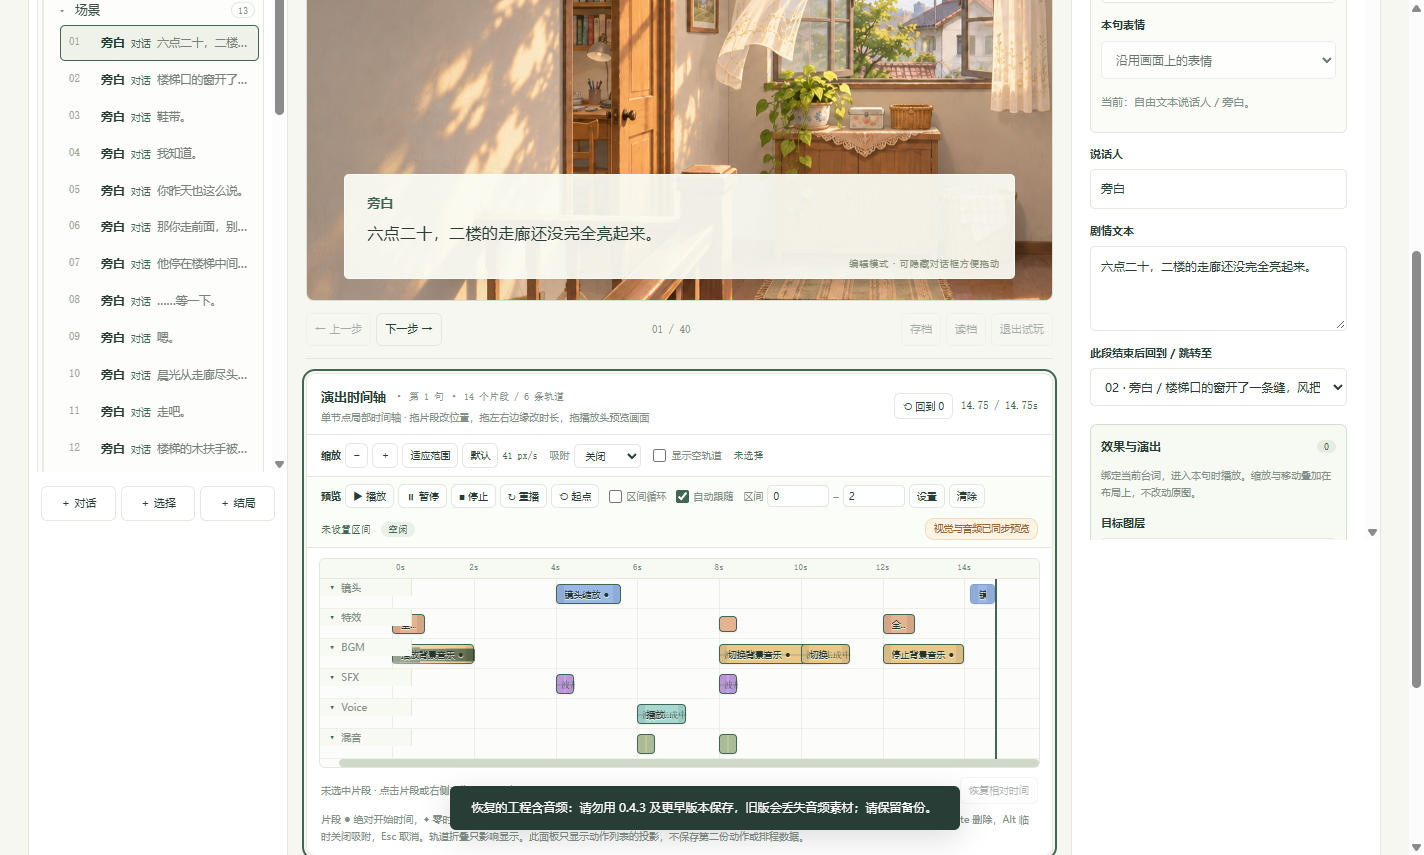 场景 13
01 旁白 对话 六点二十，二楼...
02 旁白 对话 楼梯口的窗开了...
03 旁白 对话 鞋带。
04 旁白 对话 我知道。
05 旁白 对话 你昨天也这么说。
06 旁白 对话 那你走前面，别...
07 旁白 对话 他停在楼梯中间...
08 旁白 对话 ……等一下。
09 旁白 对话 嗯。
10 旁白 对话 晨光从走廊尽头...
11 旁白 对话 走吧。
12 旁白 对话 楼梯的木扶手被...
+ 对话
+ 选择
+ 结局
旁白
六点二十，二楼的走廊还没完全亮起来。
编辑模式 · 可隐藏对话框方便拖动
← 上一步
下一步 →
01 / 40
存档
读档
退出试玩
演出时间轴 · 第 1 句 · 14 个片段 / 6 条轨道
单节点局部时间轴 · 拖片段改位置，拖左右边缘改时长，拖播放头预览画面
回到 0
14.75 / 14.75s
缩放 − + 适应范围 默认 41 px/s 吸附 关闭 显示空轨道 未选择
预览 ▶ 播放 ⏸ 暂停 ■ 停止 ↻ 重播 起点 区间循环 自动跟随 区间 0 – 2 设置 清除
未设置区间 空闲
视觉与音频已同步预览
0s 2s 4s 6s 8s 10s 12s 14s
镜头 镜头缩放 ●
特效 全...
BGM 放背景音乐 ● 切换背景音乐 ● 切换 停止背景音乐 ●
SFX
Voice 播放
混音
未选中片段 · 点击片段或右侧
恢复相对时间
恢复的工程含音频：请勿用 0.4.3 及更早版本保存，旧版会丢失音频素材；请保留备份。
片段 ● 绝对开始时间，✦ 零时 te 删除，Alt 临
时关闭吸附，Esc 取消。轨道折叠只影响显示。此面板只显示动作列表的投影，不保存第二份动作或排程数据。
本句表情
沿用画面上的表情
当前：自由文本说话人 / 旁白。
说话人
旁白
剧情文本
六点二十，二楼的走廊还没完全亮起来。
此段结束后回到 / 跳转至
02 · 旁白 / 楼梯口的窗开了一条缝，风把
效果与演出 0
绑定当前台词，进入本句时播放。缩放与移动叠加在
布局上，不改动原图。
目标图层